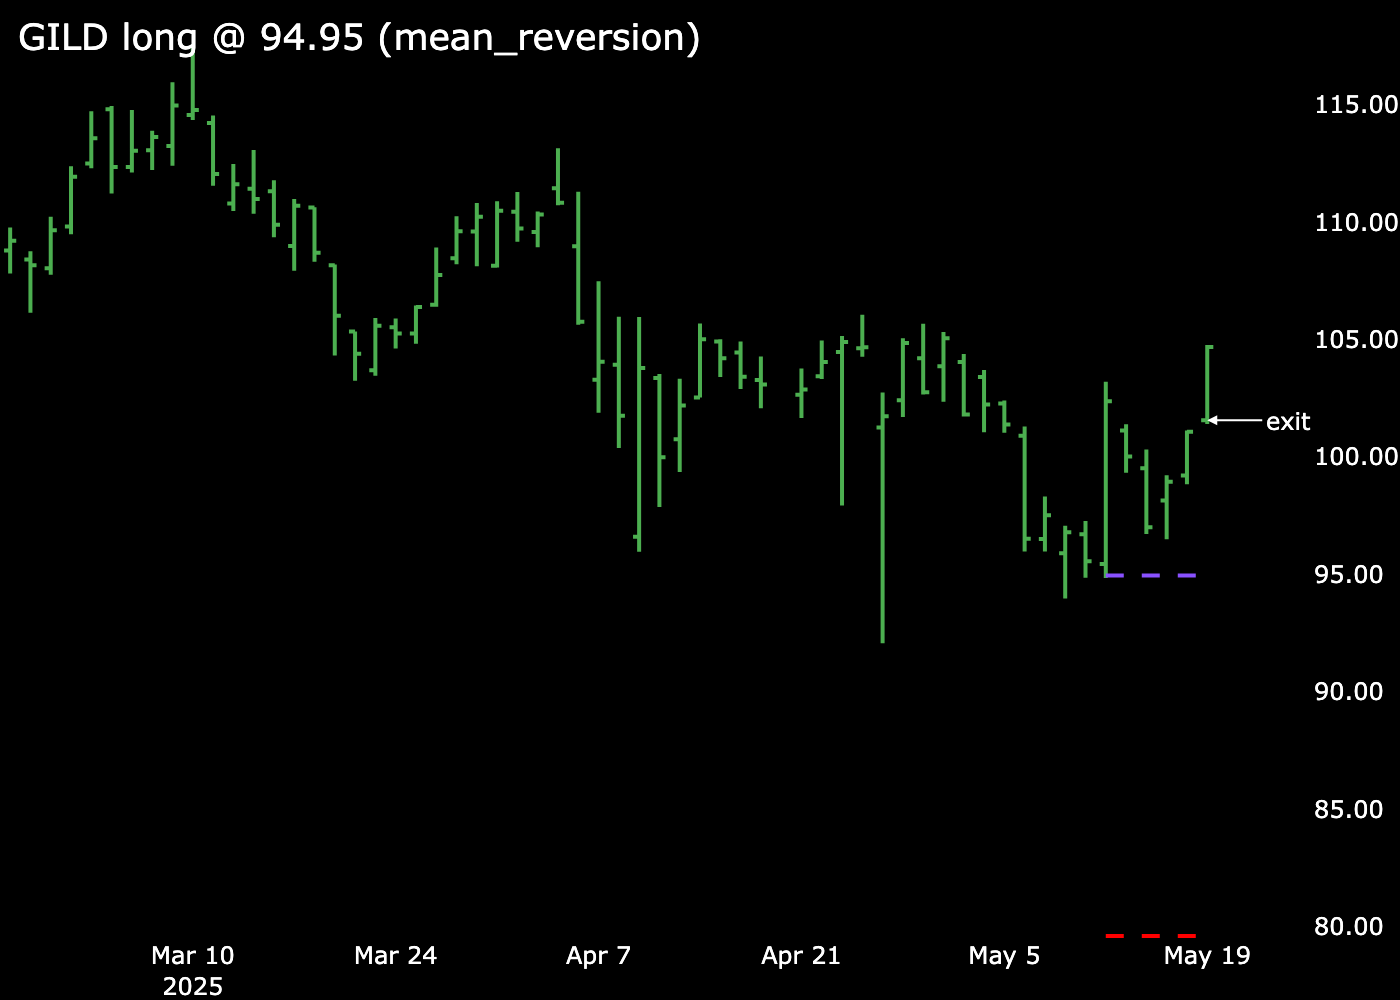 GILD long @ 94.95 (mean_reversion)
115.00
110.00
105.00
exit
100.00
95.00
90.00
85.00
80.00
Mar 10
2025
Mar 24
Apr 7
Apr 21
May 5
May 19